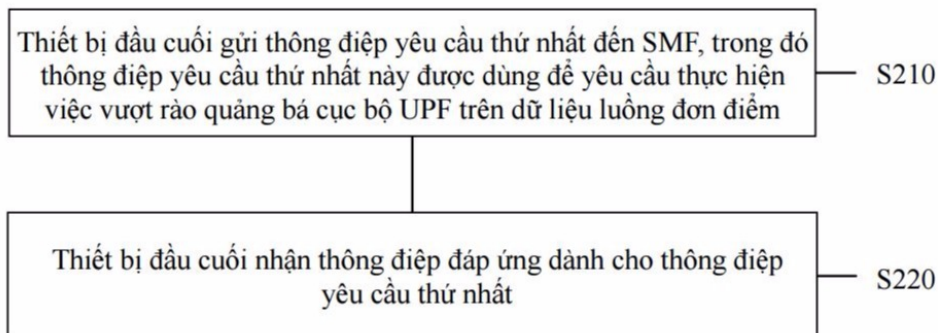 Thiết bị đầu cuối gửi thông điệp yêu cầu thứ nhất đến SMF, trong đó
thông điệp yêu cầu thứ nhất này được dùng để yêu cầu thực hiện
việc vượt rào quảng bá cục bộ UPF trên dữ liệu luồng đơn điểm
S210
Thiết bị đầu cuối nhận thông điệp đáp ứng dành cho thông điệp
yêu cầu thứ nhất
S220